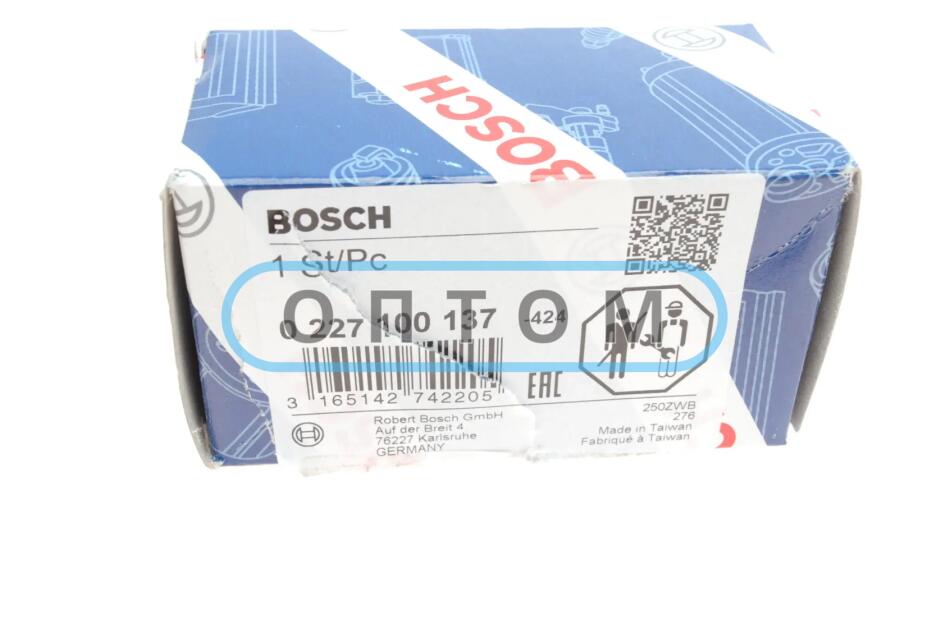 BOSCH
BOSCH
1 St/Pc
ОПТОМ
0 227 100 137 -424
3 165142 742205
EAC
Robert Bosch GmbH
Auf der Breit 4
76227 Karlsruhe
GERMANY
250ZWB
276
Made in Taiwan
Fabriqué à Taiwan